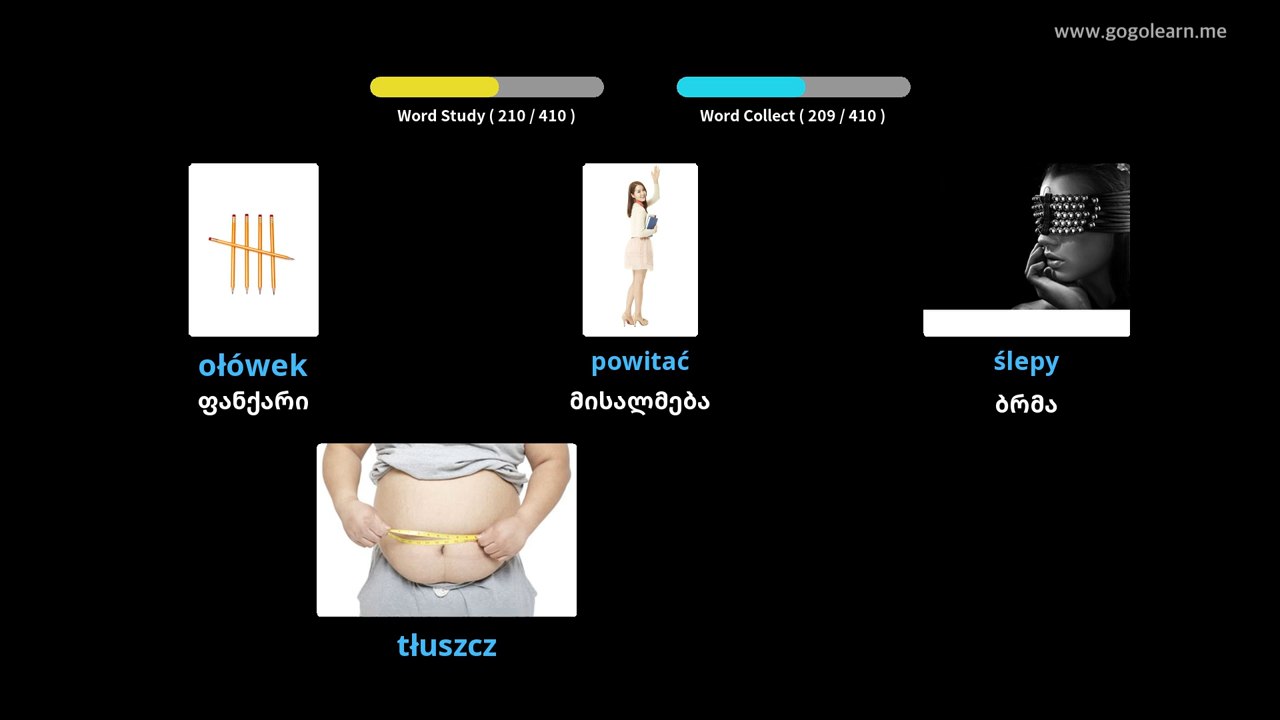 www.gogolearn.me
Word Study ( 210 / 410 )
Word Collect ( 209 / 410 )
ołówek
ფანქარი
powitać
მისალმება
ślepy
ბრმა
tłuszcz